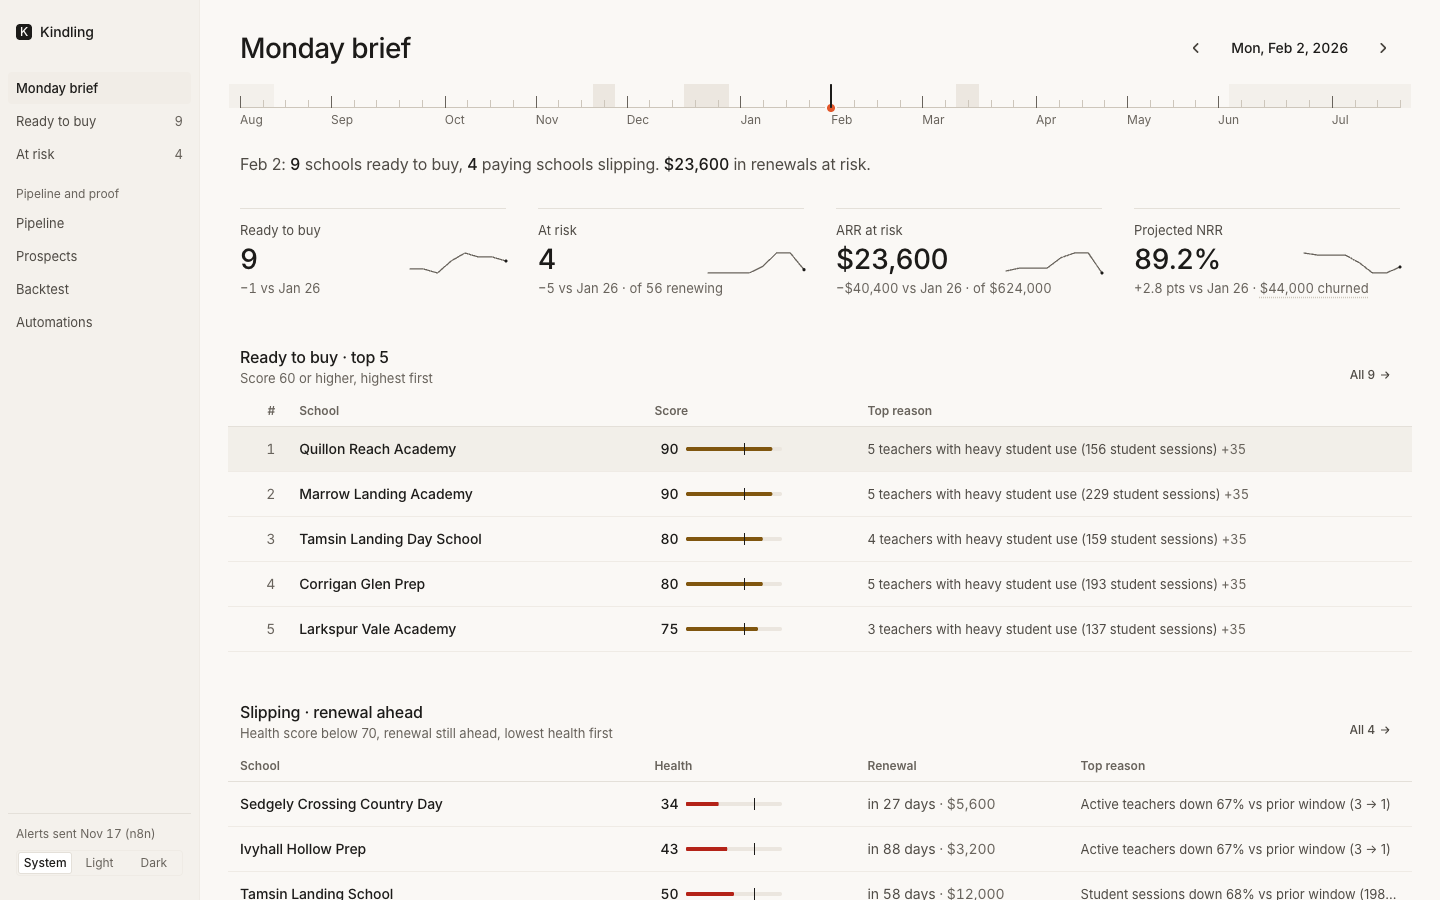 K Kindling
Monday brief
Ready to buy 9
At risk 4
Pipeline and proof
Pipeline
Prospects
Backtest
Automations
Alerts sent Nov 17 (n8n)
System Light Dark
Monday brief
Mon, Feb 2, 2026
Aug Sep Oct Nov Dec Jan Feb Mar Apr May Jun Jul
Feb 2: 9 schools ready to buy, 4 paying schools slipping. $23,600 in renewals at risk.
Ready to buy
9
−1 vs Jan 26
At risk
4
−5 vs Jan 26 · of 56 renewing
ARR at risk
$23,600
−$40,400 vs Jan 26 · of $624,000
Projected NRR
89.2%
+2.8 pts vs Jan 26 · $44,000 churned
Ready to buy · top 5
Score 60 or higher, highest first
All 9 →
# School Score Top reason
1 Quillon Reach Academy 90 5 teachers with heavy student use (156 student sessions) +35
2 Marrow Landing Academy 90 5 teachers with heavy student use (229 student sessions) +35
3 Tamsin Landing Day School 80 4 teachers with heavy student use (159 student sessions) +35
4 Corrigan Glen Prep 80 5 teachers with heavy student use (193 student sessions) +35
5 Larkspur Vale Academy 75 3 teachers with heavy student use (137 student sessions) +35
Slipping · renewal ahead
Health score below 70, renewal still ahead, lowest health first
All 4 →
School Health Renewal Top reason
Sedgely Crossing Country Day 34 in 27 days · $5,600 Active teachers down 67% vs prior window (3 → 1)
Ivyhall Hollow Prep 43 in 88 days · $3,200 Active teachers down 67% vs prior window (3 → 1)
Tamsin Landing School 50 in 58 days · $12,000 Student sessions down 68% vs prior window (198...